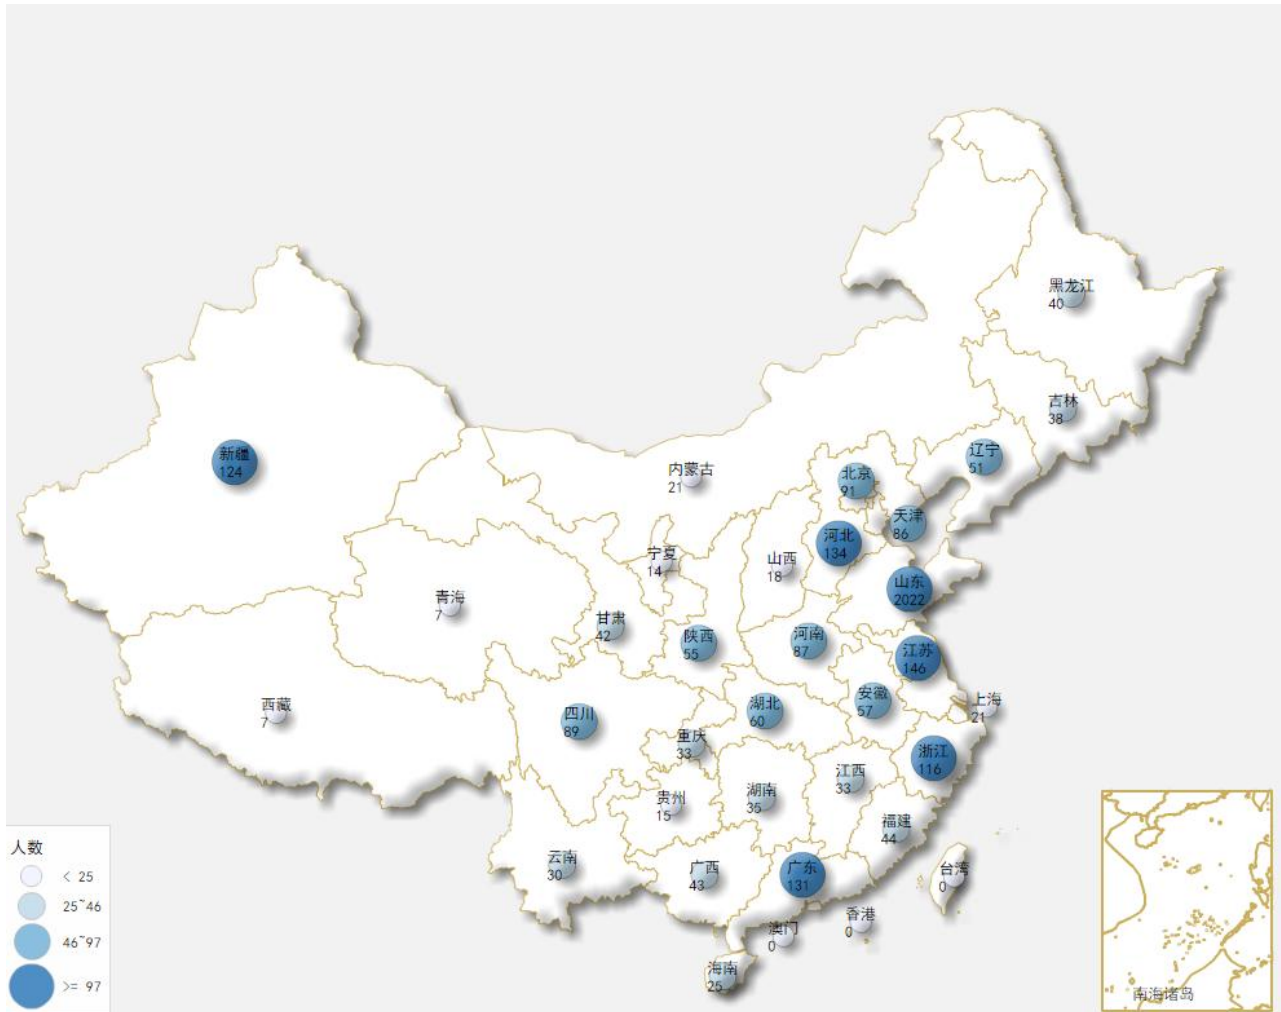 黑龙江
40
吉林
38
辽宁
51
新疆
124
内蒙古
21
北京
91
天津
86
河北
134
宁夏
14
山西
18
山东
2022
青海
7
甘肃
42
陕西
55
河南
87
江苏
146
西藏
7
四川
89
湖北
60
安徽
57
上海
21
重庆
33
浙江
116
江西
33
贵州
15
湖南
35
福建
44
云南
30
广西
43
广东
131
台湾
0
香港
0
澳门
0
海南
25
人数
< 25
25~46
46~97
>= 97
南海诸岛